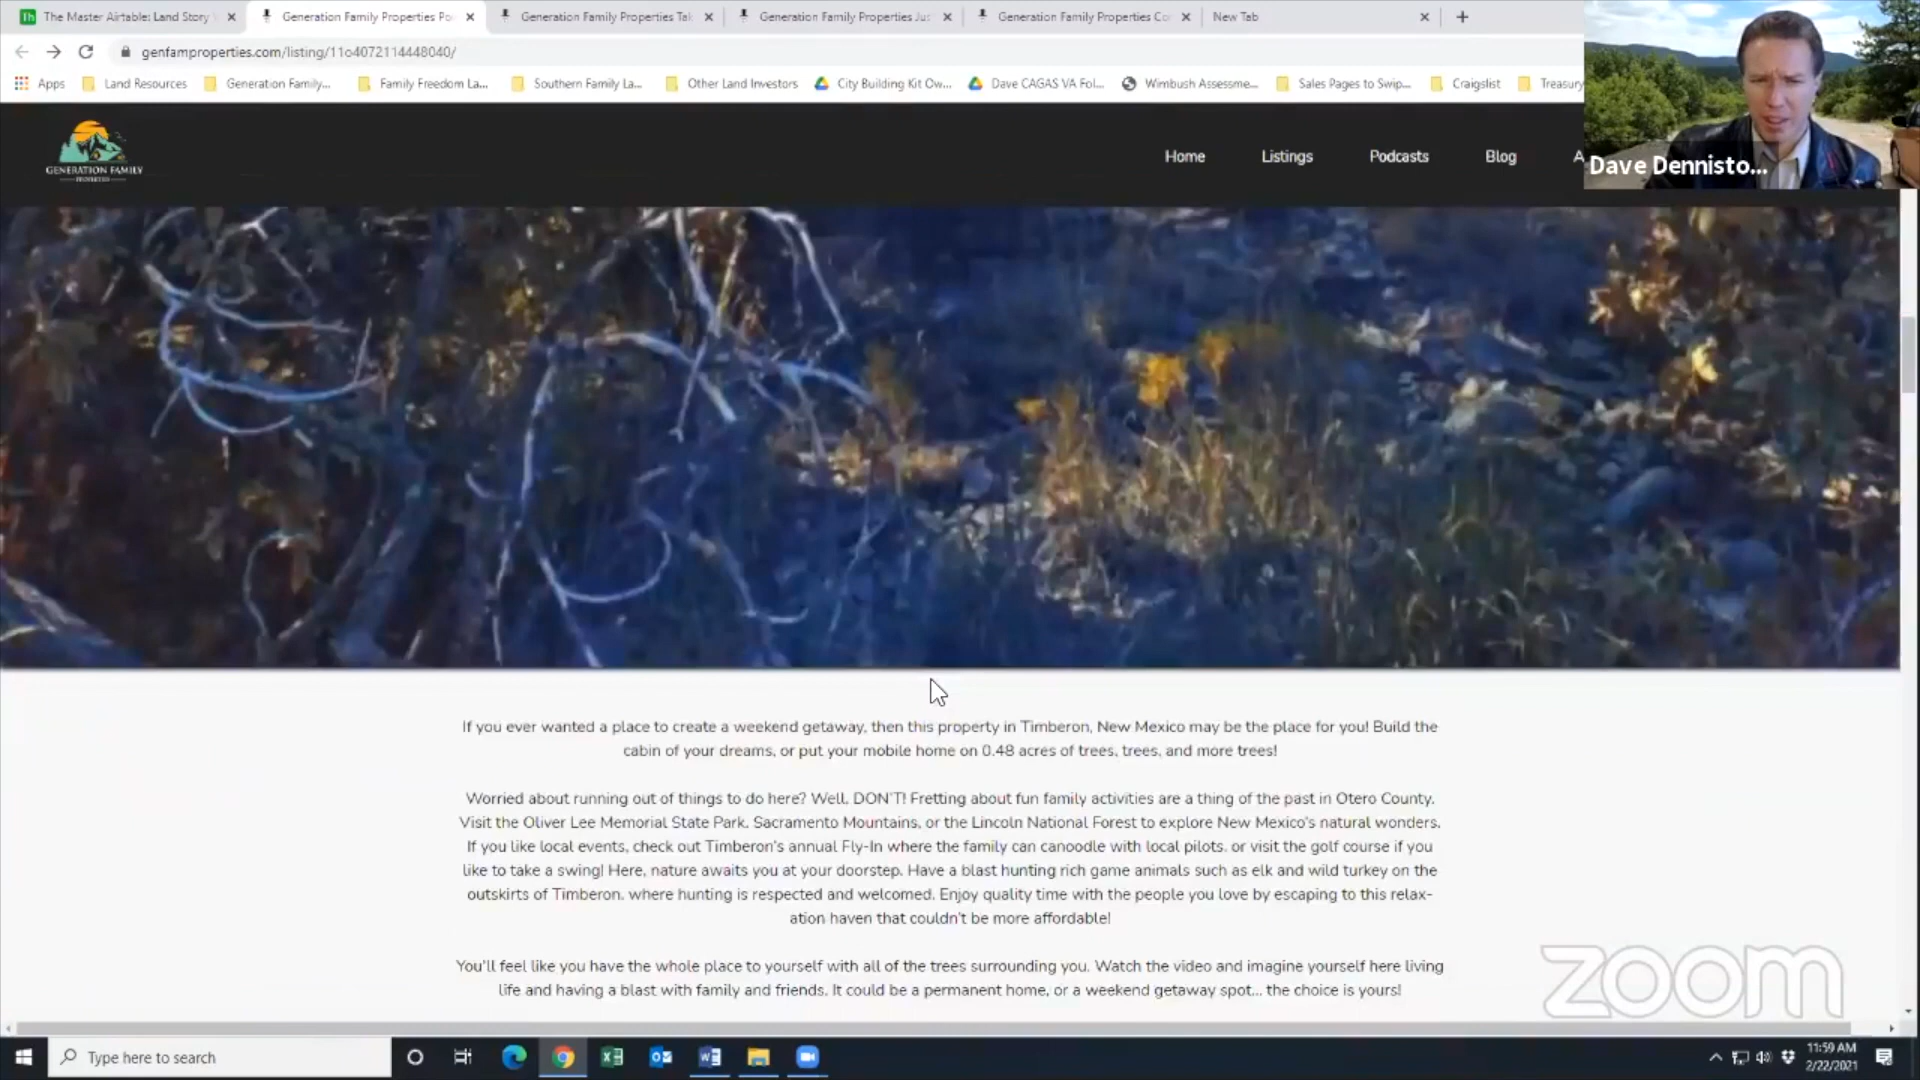 The Master Airtable: Land Story
Generation Family Properties Po
Generation Family Properties Tal
Generation Family Properties Jus
Generation Family Properties Co
New Tab
genfamproperties.com/listing/11o4072114448040/
Apps
Land Resources
Generation Family...
Family Freedom La...
Southern Family La...
Other Land Investors
City Building Kit Ow...
Dave CAGAS VA Fol...
Wimbush Assessme...
Sales Pages to Swip...
Craigslist
Treasury
Dave Dennisto...
GENERATION FAMILY
PROPERTIES
Home
Listings
Podcasts
Blog
A
If you ever wanted a place to create a weekend getaway, then this property in Timberon, New Mexico may be the place for you! Build the
cabin of your dreams, or put your mobile home on 0.48 acres of trees, trees, and more trees!
Worried about running out of things to do here? Well, DON'T! Fretting about fun family activities are a thing of the past in Otero County.
Visit the Oliver Lee Memorial State Park, Sacramento Mountains, or the Lincoln National Forest to explore New Mexico's natural wonders.
If you like local events, check out Timberon's annual Fly-In where the family can canoodle with local pilots, or visit the golf course if you
like to take a swing! Here, nature awaits you at your doorstep. Have a blast hunting rich game animals such as elk and wild turkey on the
outskirts of Timberon, where hunting is respected and welcomed. Enjoy quality time with the people you love by escaping to this relax-
ation haven that couldn't be more affordable!
You'll feel like you have the whole place to yourself with all of the trees surrounding you. Watch the video and imagine yourself here living
life and having a blast with family and friends. It could be a permanent home, or a weekend getaway spot... the choice is yours!
zoom
Type here to search
11:59 AM
2/22/2021